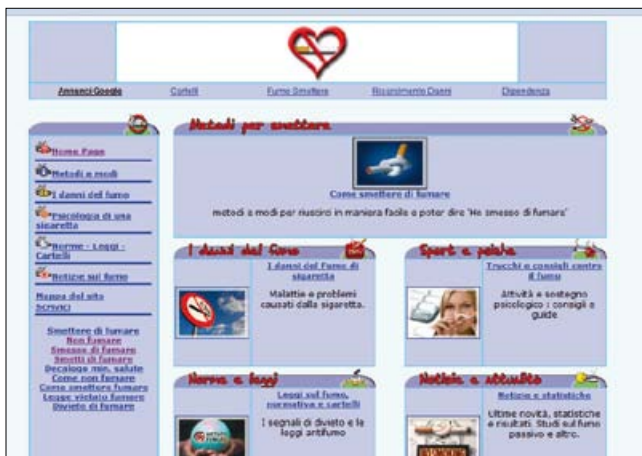 Annunci Google Cartelli Fumo Smettere Risarcimento Danni Dipendenza
Home Page
Metodi e modi
I danni del fumo
Psicologia di una
sigaretta
Norme - Leggi -
Cartelli
Notizie sul fumo
Mappa del sito
Scrivici
Smettere di fumare
Non fumare
Smesso di fumare
Smetti di fumare
Decalogo min. salute
Come non fumare
Come smettere fumare
Legge vietato fumare
Divieto di fumare
Metodi per smettere
Come smettere di fumare
metodi e modi per riuscirci in maniera facile e poter dire 'Ho smesso di fumare'
I danni del fumo
I danni del Fumo di
sigaretta
Malattie e problemi
causati dalla sigaretta.
Sport e psiche
Trucchi e consigli contro
il fumo
Attività e sostegno
psicologico : consigli e
guide
Norme e leggi
Leggi sul fumo,
normativa e cartelli
I segnali di divieto e le
leggi antifumo
Notizie e attualità
Notizie e statistiche
Ultime novità, statistiche
e risultati. Studi sul fumo
passivo e altro.
NO SMOKING